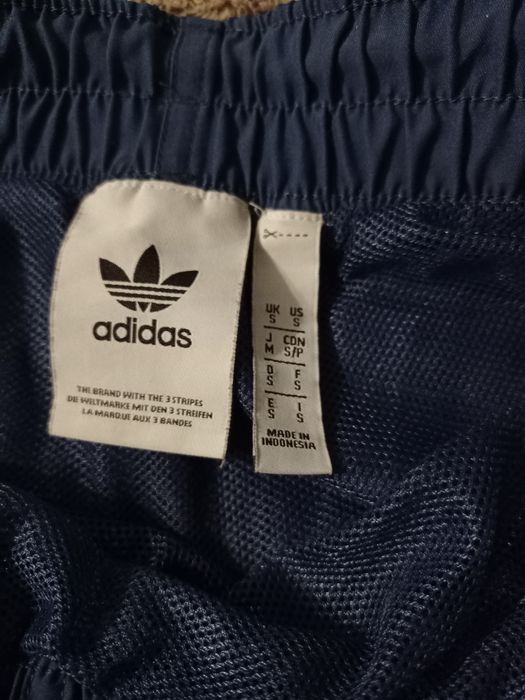 adidas
THE BRAND WITH THE 3 STRIPES
DIE WELTMARKE MIT DEN 3 STREIFEN
LA MARQUE AUX 3 BANDES
UK US
S S
J CDN
M S/P
D F
S S
E I
S S
MADE IN
INDONESIA